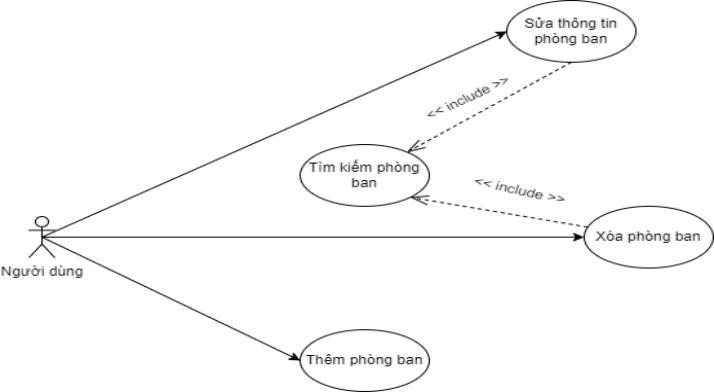 Sửa thông tin
phòng ban
<< include >>
Tìm kiếm phòng
ban
<< include >>
Xóa phòng ban
Người dùng
Thêm phòng ban